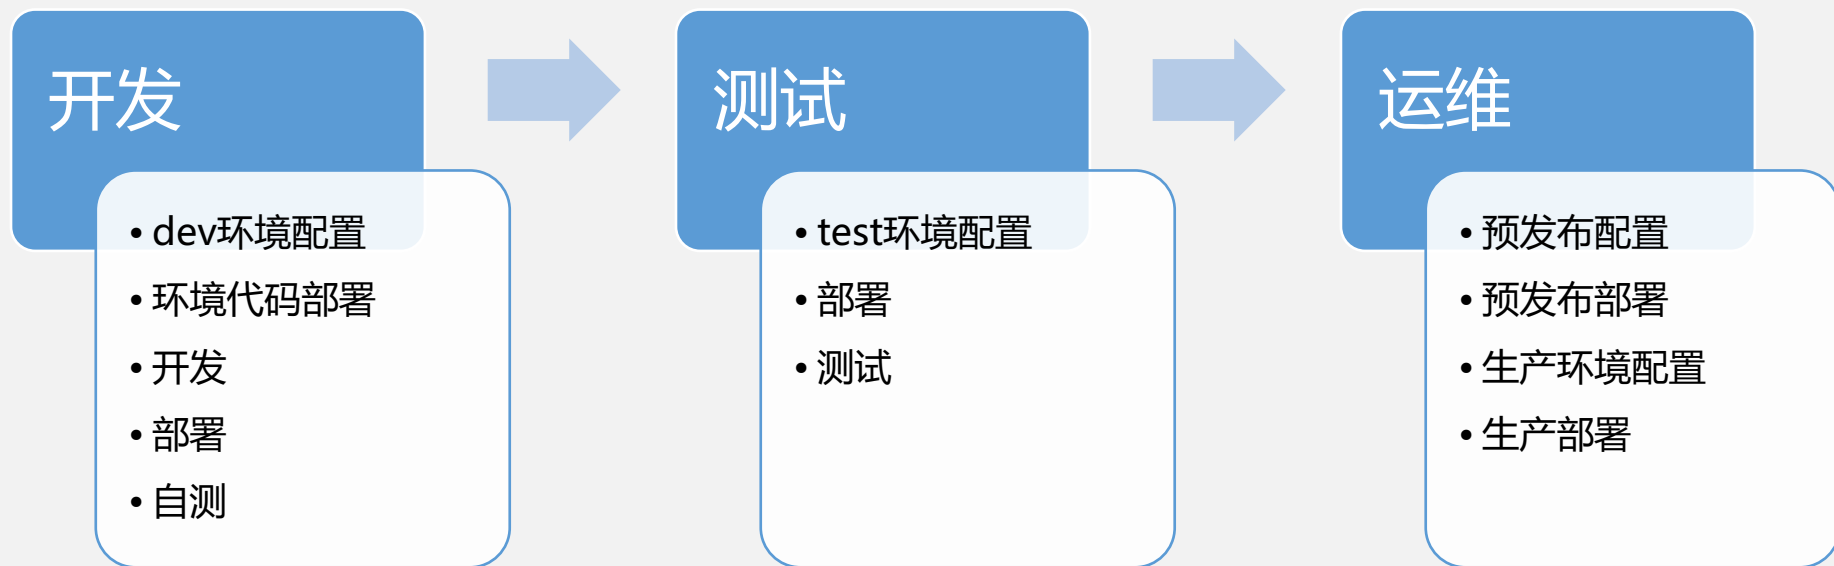 开发
• dev环境配置
• 环境代码部署
• 开发
• 部署
• 自测
测试
• test环境配置
• 部署
• 测试
运维
• 预发布配置
• 预发布部署
• 生产环境配置
• 生产部署